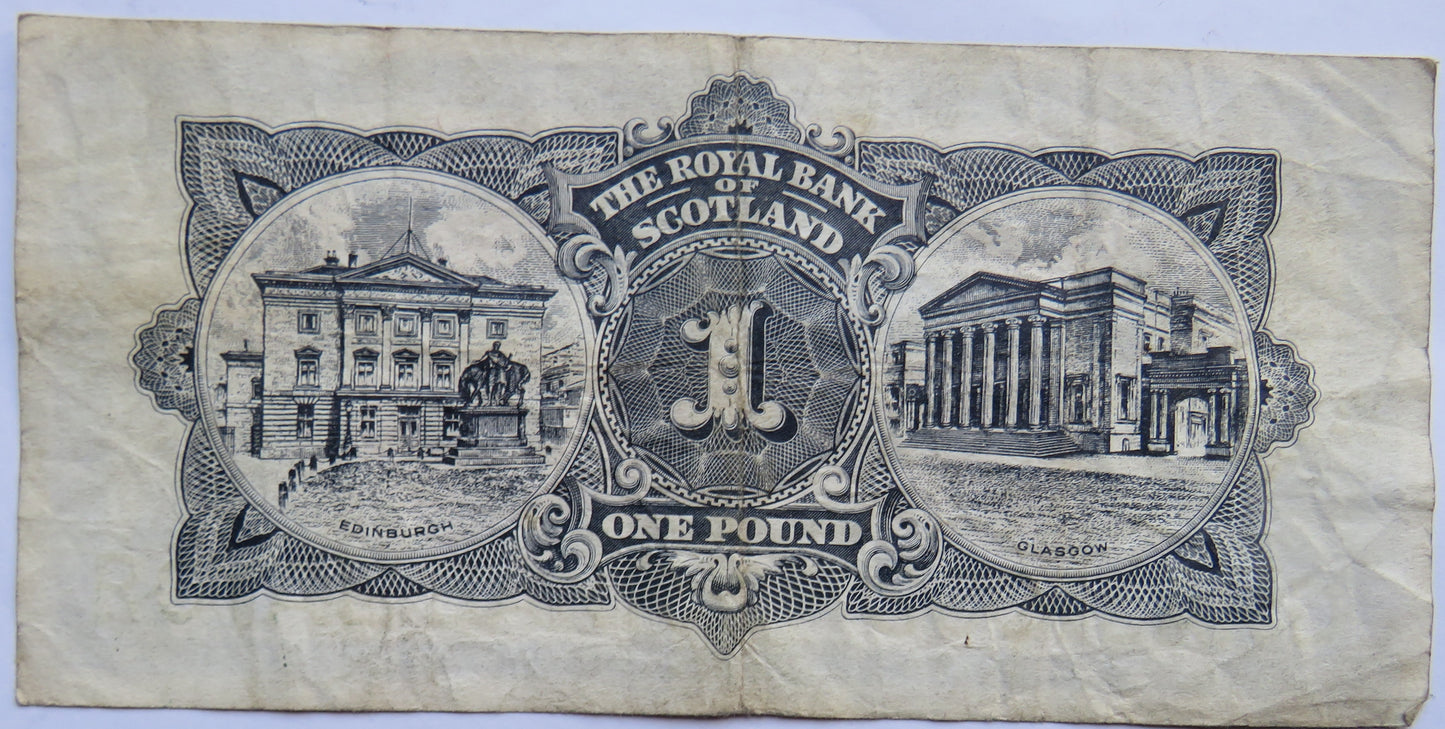 THE ROYAL BANK
OF
SCOTLAND
1
ONE POUND
EDINBURGH
GLASGOW